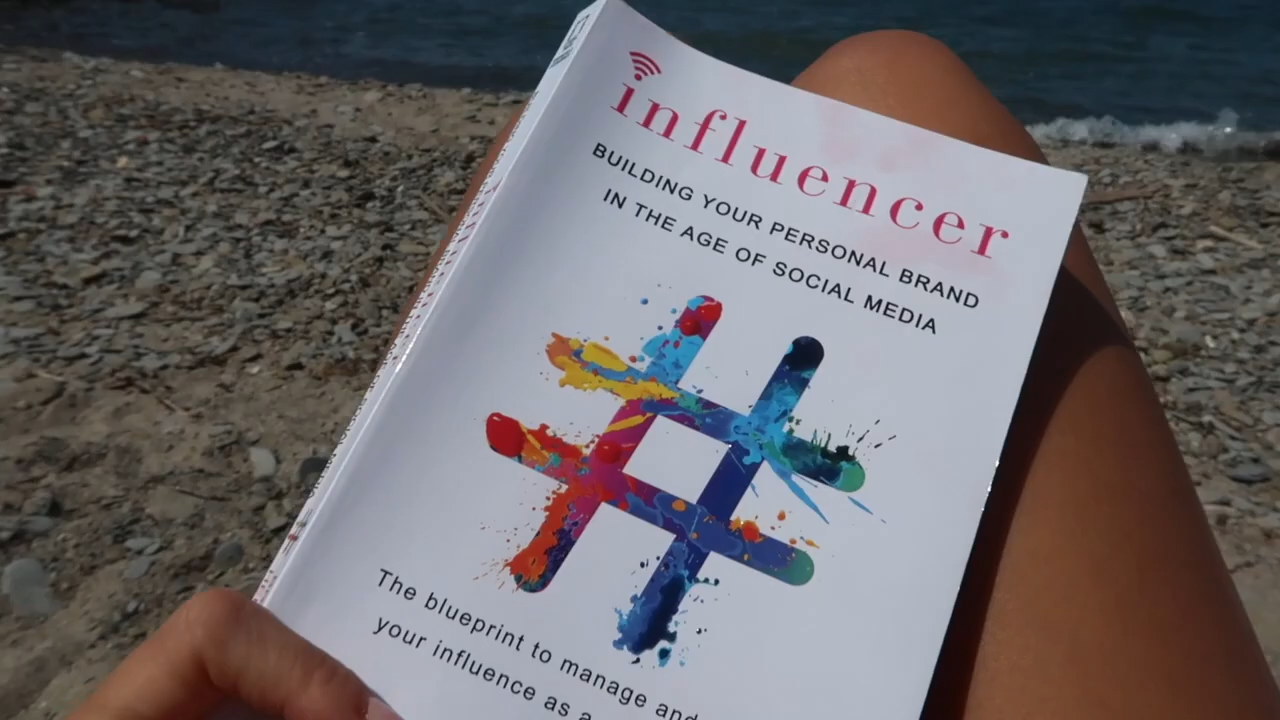 influencer
BUILDING YOUR PERSONAL BRAND
IN THE AGE OF SOCIAL MEDIA
#
The blueprint to manage and
your influence as a